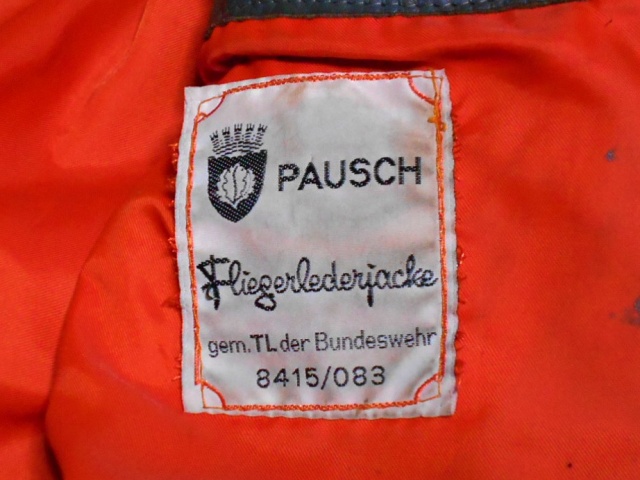 PAUSCH
Fliegerlederjacke
gem. TL der Bundeswehr
8415/083